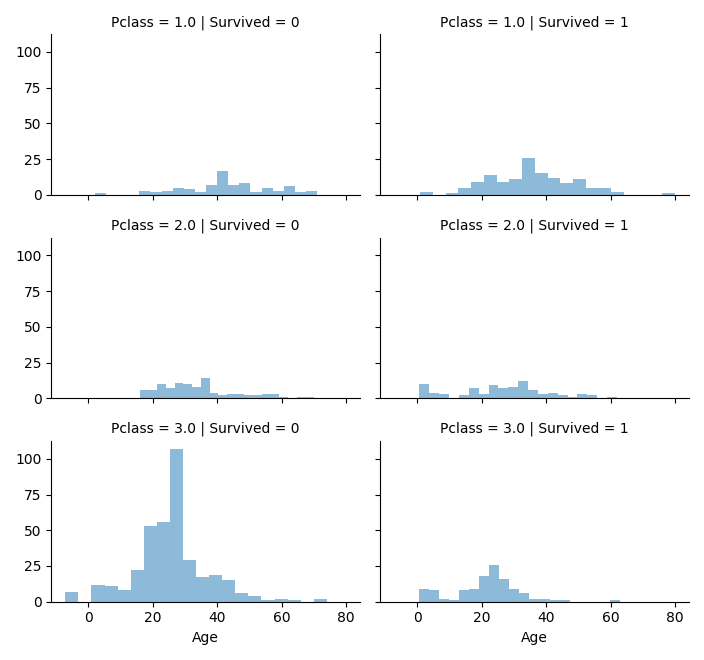 Pclass = 1.0 | Survived = 0
Pclass = 1.0 | Survived = 1
100
75
50
25
0
Pclass = 2.0 | Survived = 0
Pclass = 2.0 | Survived = 1
100
75
50
25
0
Pclass = 3.0 | Survived = 0
Pclass = 3.0 | Survived = 1
100
75
50
25
0
0 20 40 60 80
0 20 40 60 80
Age
Age